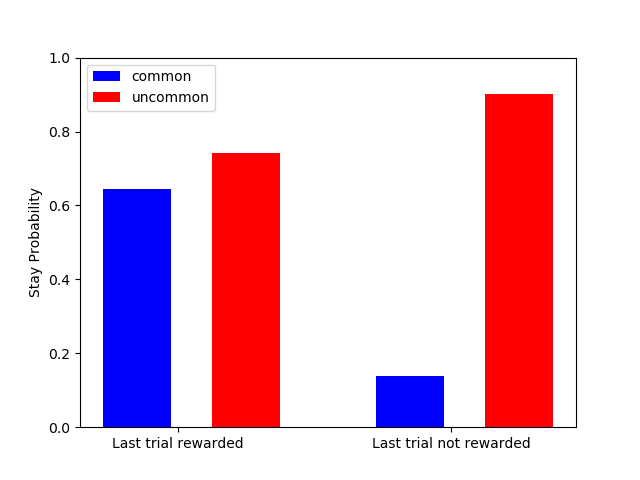 1.0
common
uncommon
0.8
0.6
0.4
0.2
0.0
Stay Probability
Last trial rewarded
Last trial not rewarded